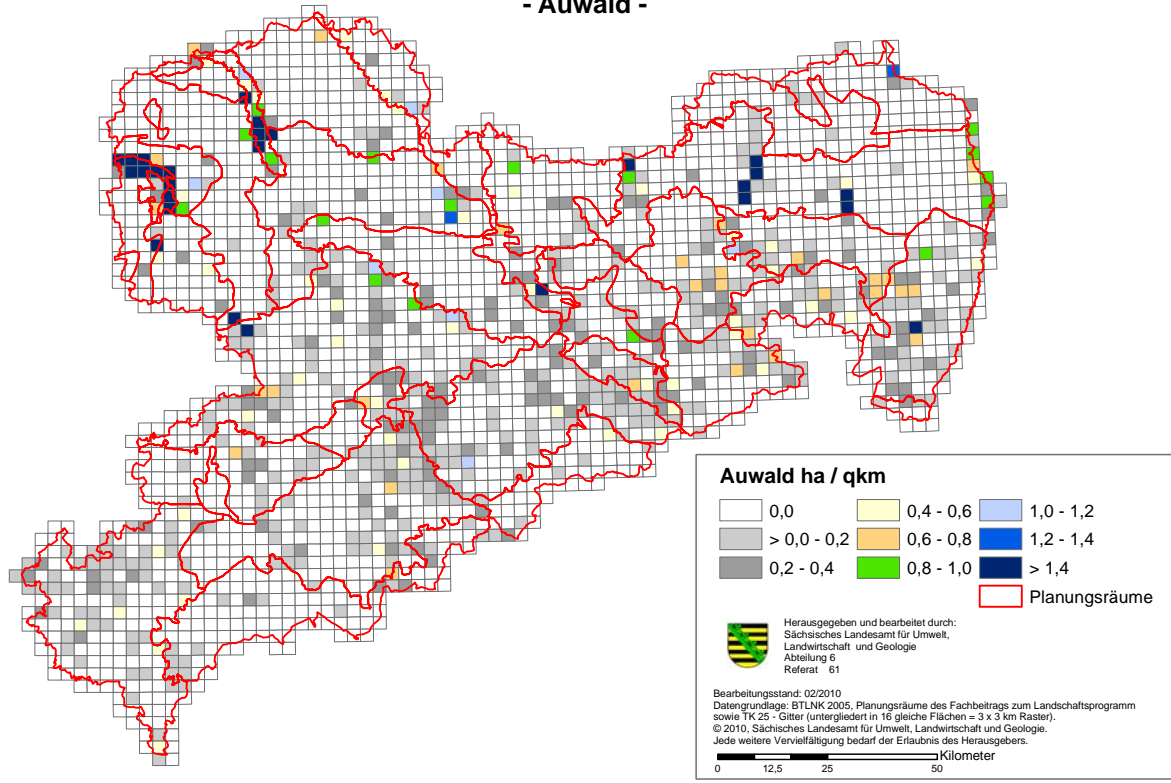 - Auwald -
Auwald ha / qkm
0,0
> 0,0 - 0,2
0,2 - 0,4
0,4 - 0,6
0,6 - 0,8
0,8 - 1,0
1,0 - 1,2
1,2 - 1,4
> 1,4
Planungsräume
Herausgegeben und bearbeitet durch:
Sächsisches Landesamt für Umwelt,
Landwirtschaft und Geologie
Abteilung 6
Referat 61
Bearbeitungsstand: 02/2010
Datengrundlage: BTLNK 2005, Planungsräume des Fachbeitrags zum Landschaftsprogramm
sowie TK 25 - Gitter (untergliedert in 16 gleiche Flächen = 3 x 3 km Raster).
© 2010, Sächsisches Landesamt für Umwelt, Landwirtschaft und Geologie.
Jede weitere Vervielfältigung bedarf der Erlaubnis des Herausgebers.
Kilometer
0 12,5 25 50